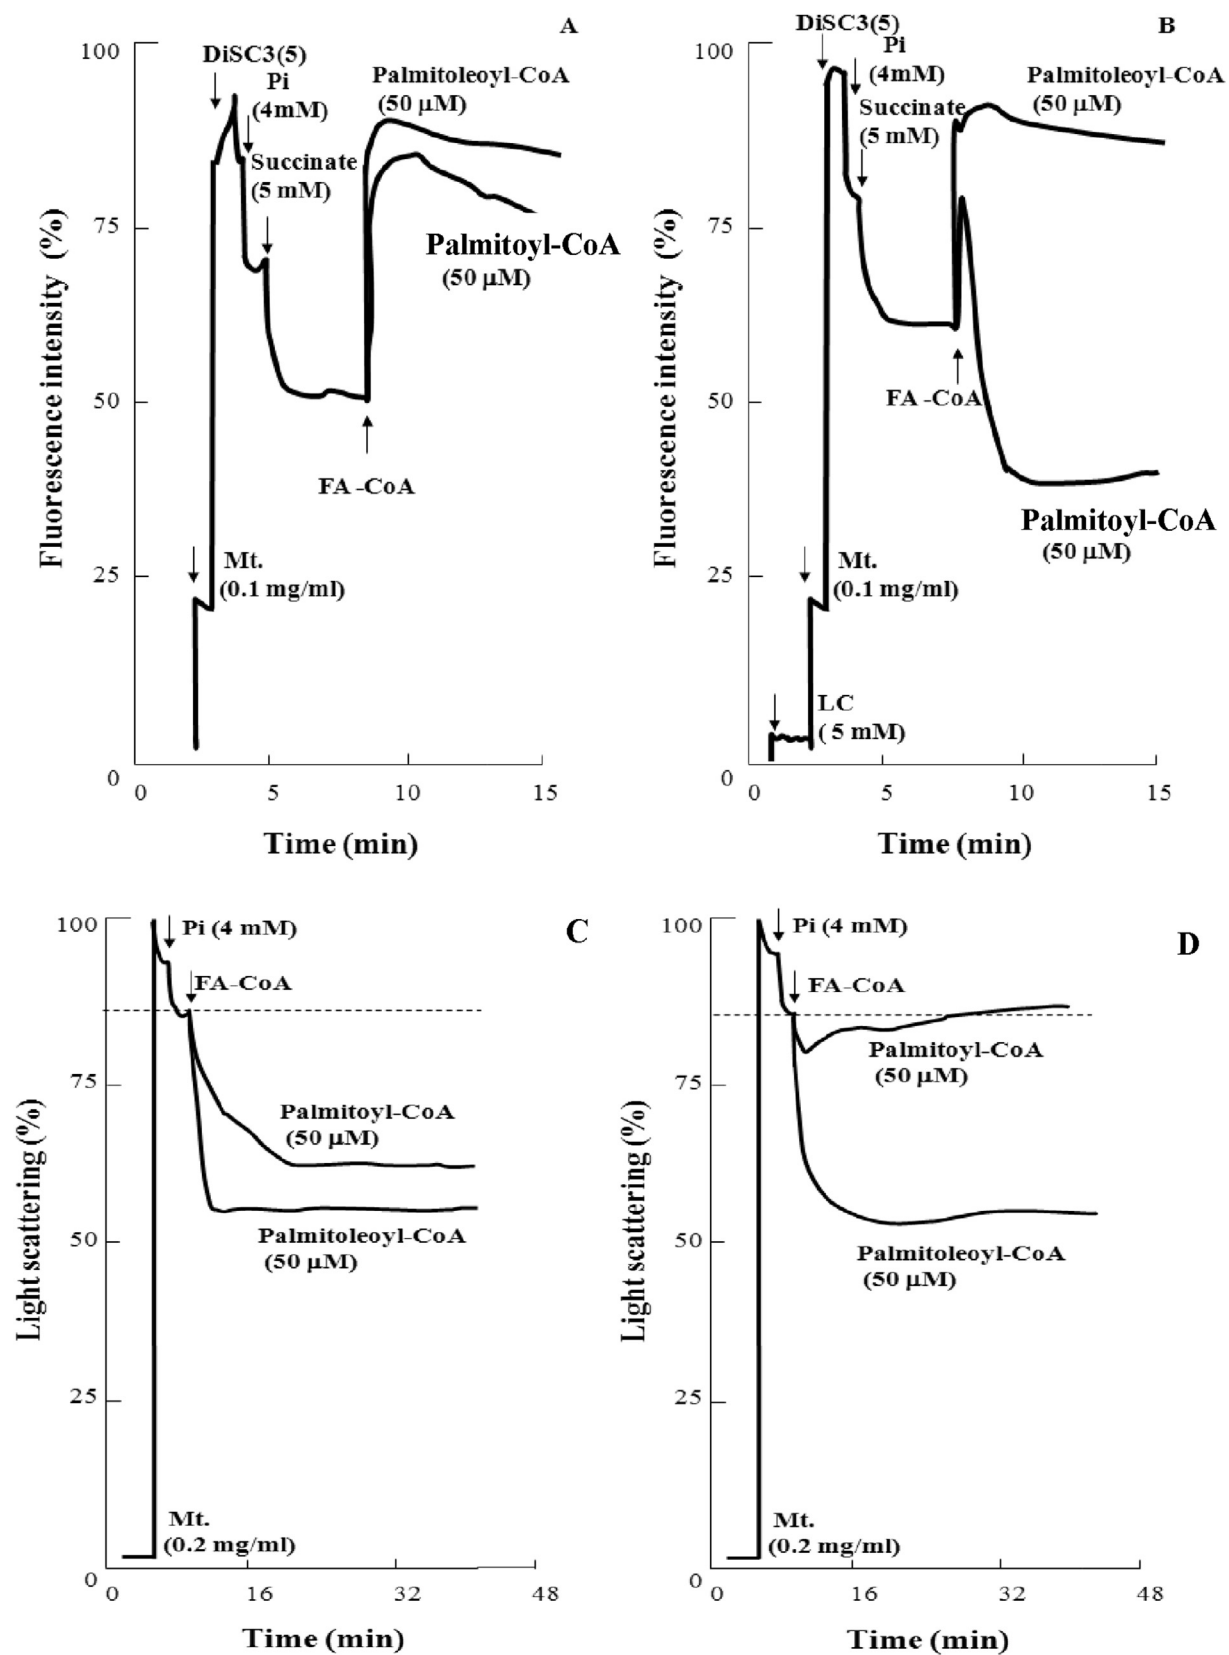 A
100
75
50
25
0
0 5 10 15
Fluorescence intensity (%)
Time (min)
DiSC3(5)
Pi
(4mM)
Succinate
(5 mM)
Palmitoleoyl-CoA
(50 μM)
Palmitoyl-CoA
(50 μM)
FA -CoA
Mt.
(0.1 mg/ml)
B
100
75
50
25
0
0 5 10 15
Fluorescence intensity (%)
Time (min)
DiSC3(5)
Pi
(4mM)
Succinate
(5 mM)
Palmitoleoyl-CoA
(50 μM)
FA -CoA
Palmitoyl-CoA
(50 μM)
Mt.
(0.1 mg/ml)
LC
( 5 mM)
C
100
75
50
25
0
0 16 32 48
Light scattering (%)
Time (min)
Pi (4 mM)
FA-CoA
Palmitoyl-CoA
(50 μM)
Palmitoleoyl-CoA
(50 μM)
Mt.
(0.2 mg/ml)
D
100
75
50
25
0
0 16 32 48
Light scattering (%)
Time (min)
Pi (4 mM)
FA-CoA
Palmitoyl-CoA
(50 μM)
Palmitoleoyl-CoA
(50 μM)
Mt.
(0.2 mg/ml)